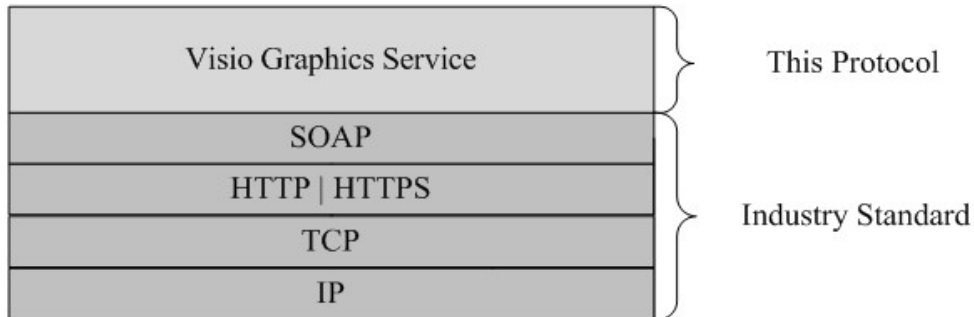 Visio Graphics Service
This Protocol
SOAP
HTTP | HTTPS
TCP
Industry Standard
IP